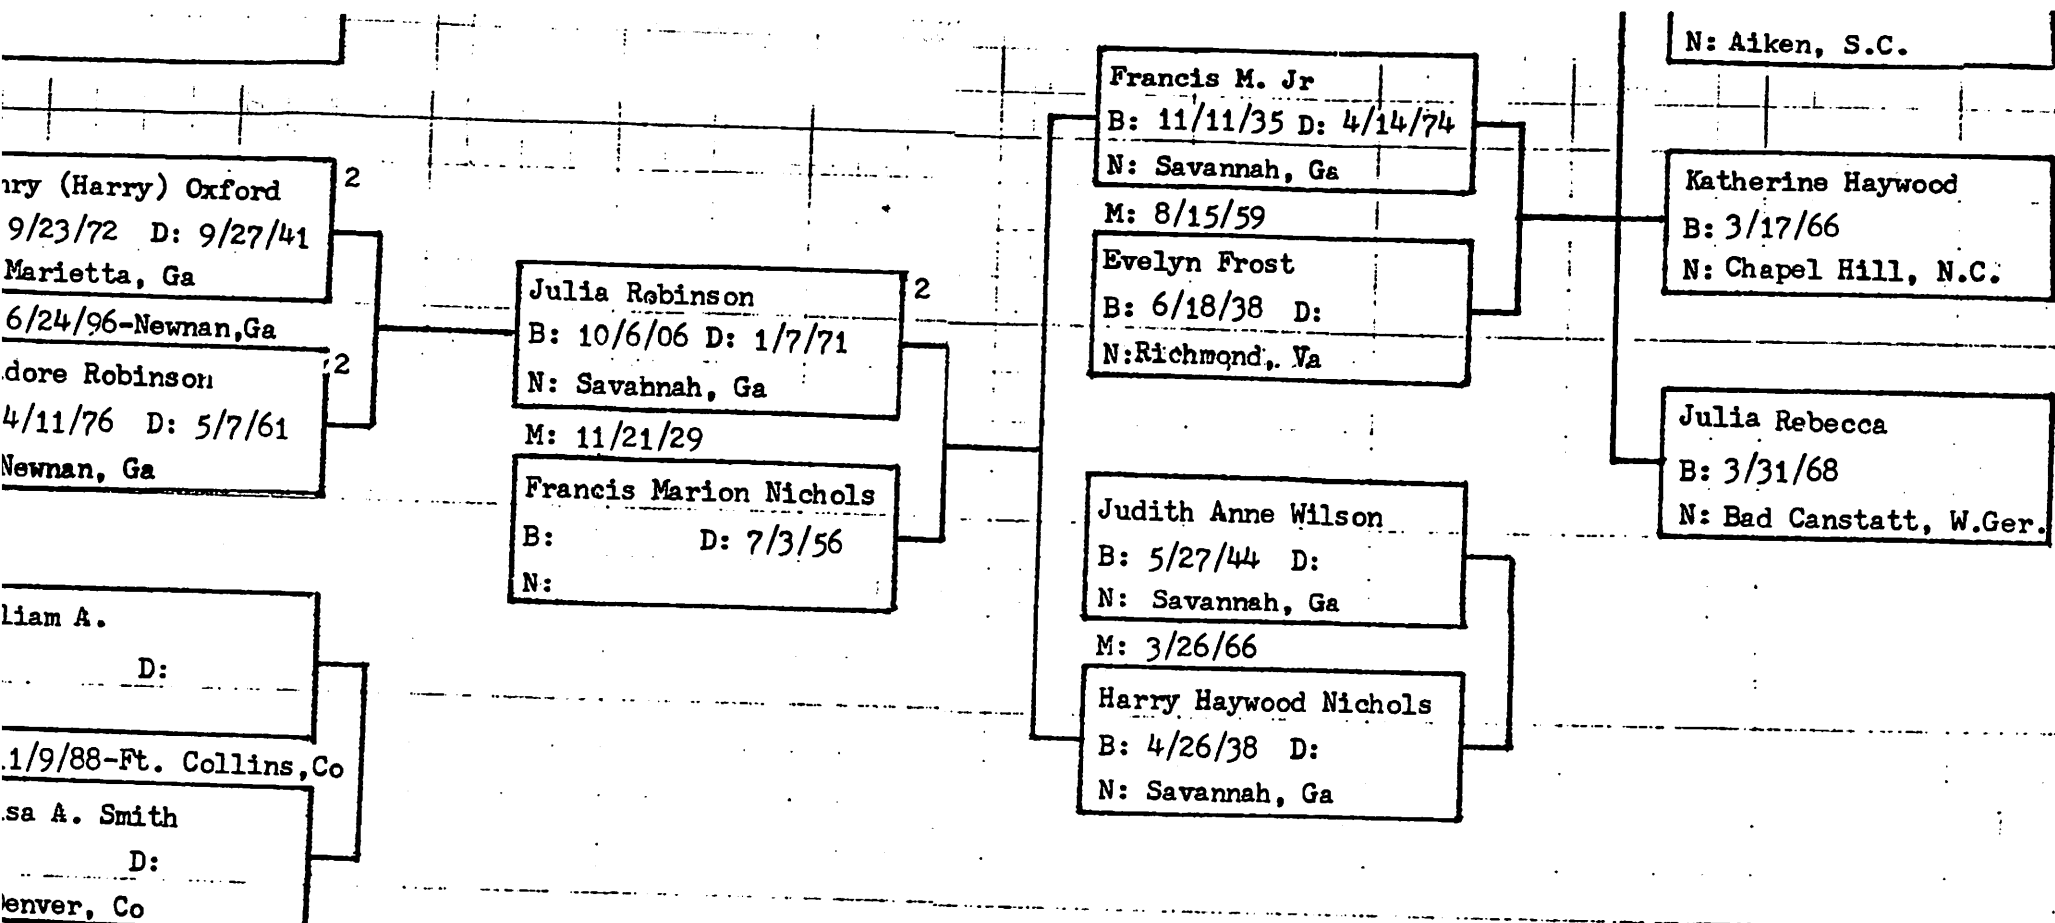 N: Aiken, S.C.
Francis M. Jr
B: 11/11/35 D: 4/14/74
N: Savannah, Ga
M: 8/15/59
Evelyn Frost
B: 6/18/38 D:
N:Richmond, Va
Katherine Haywood
B: 3/17/66
N: Chapel Hill, N.C.
Julia Rebecca
B: 3/31/68
N: Bad Canstatt, W.Ger.
nry (Harry) Oxford 2
9/23/72 D: 9/27/41
Marietta, Ga
6/24/96-Newnan,Ga
dore Robinson 2
4/11/76 D: 5/7/61
Newnan, Ga
Julia Robinson 2
B: 10/6/06 D: 1/7/71
N: Savahnah, Ga
M: 11/21/29
Francis Marion Nichols
B: D: 7/3/56
N:
Judith Anne Wilson
B: 5/27/44 D:
N: Savannah, Ga
M: 3/26/66
Harry Haywood Nichols
B: 4/26/38 D:
N: Savannah, Ga
liam A.
D:
1/9/88-Ft. Collins,Co
sa A. Smith
D:
Denver, Co